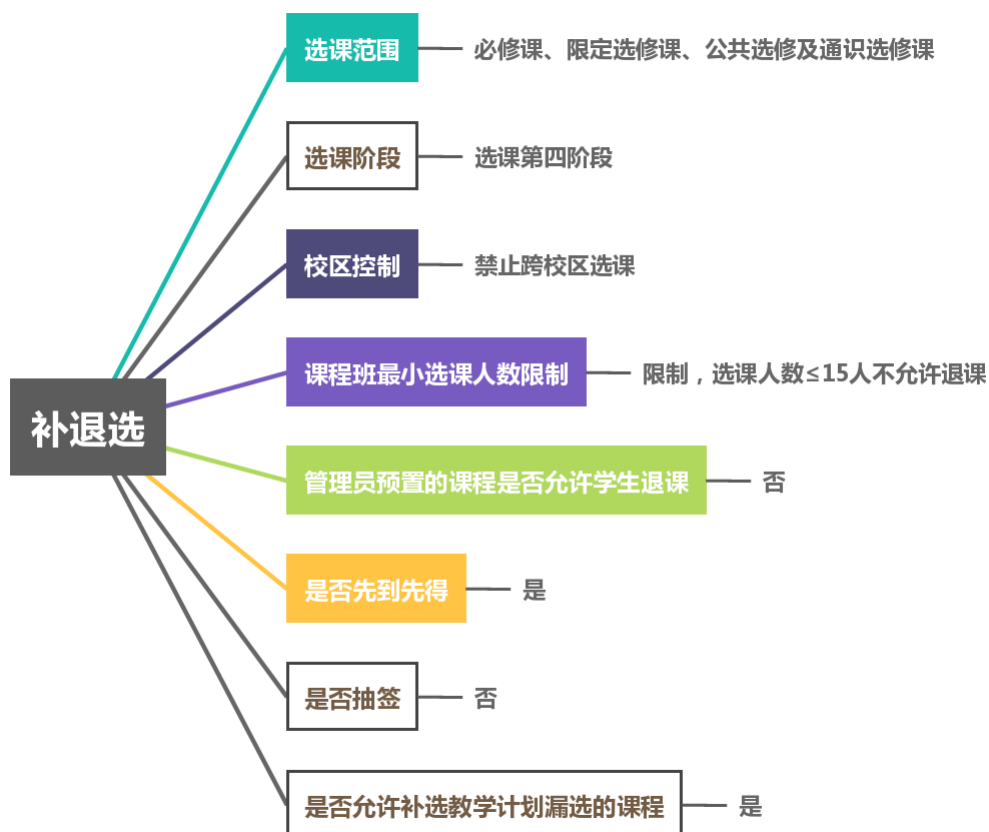 选课范围
必修课、限定选修课、公共选修及通识选修课
选课阶段
选课第四阶段
校区控制
禁止跨校区选课
课程班最小选课人数限制
限制，选课人数≤15人不允许退课
补退选
管理员预置的课程是否允许学生退课
否
是否先到先得
是
是否抽签
否
是否允许补选教学计划漏选的课程
是